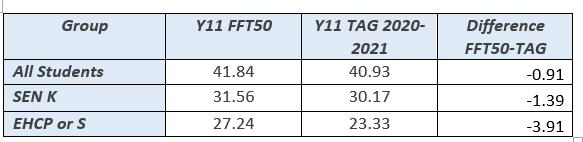 Group Y11 FFT50 Y11 TAG 2020- Difference
2021 FFT50-TAG
All Students 41.84 40.93 -0.91
SEN K 31.56 30.17 -1.39
EHCP or S 27.24 23.33 -3.91